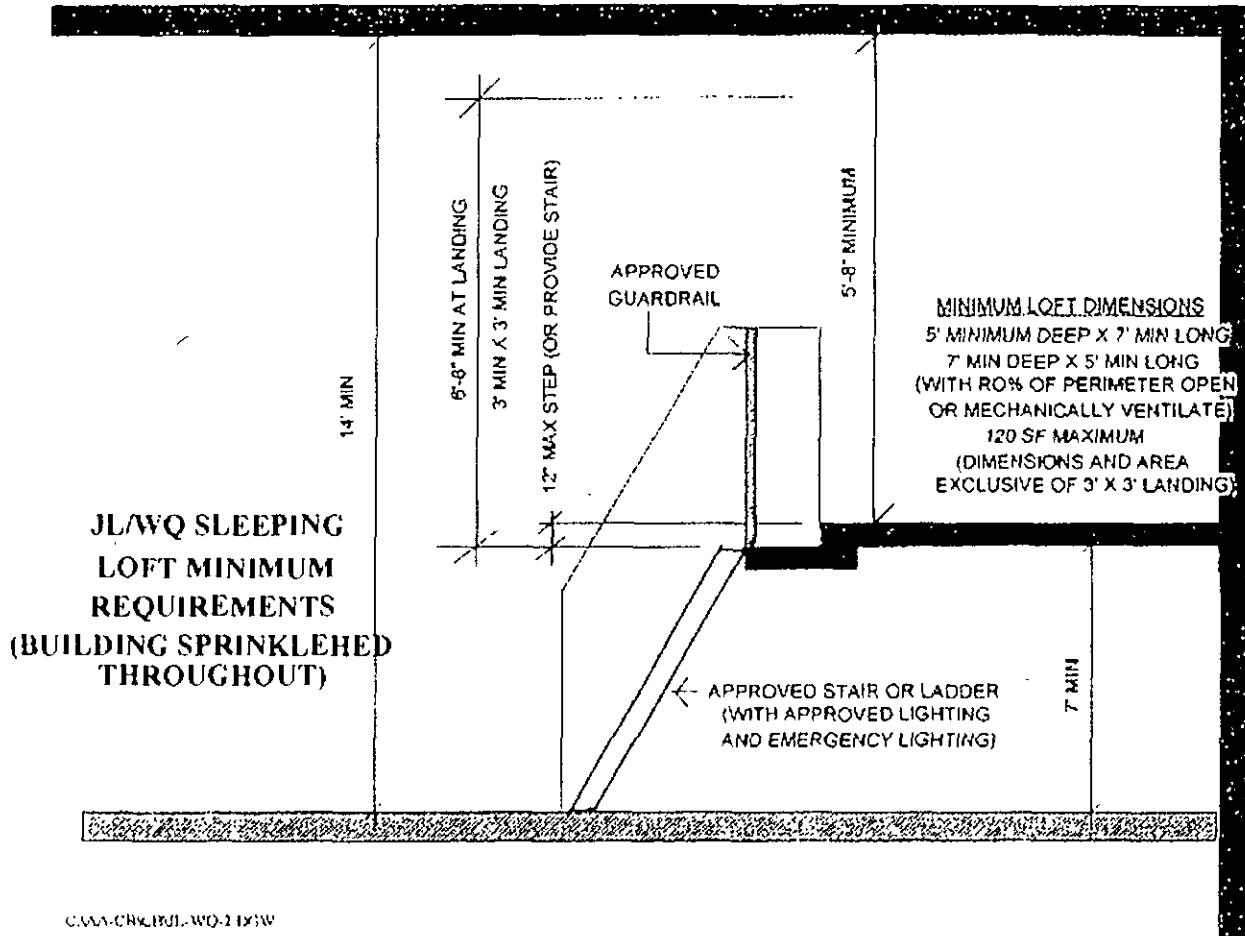 14' MIN
6'-8" MIN AT LANDING
3' MIN X 3' MIN LANDING
12" MAX STEP (OR PROVIDE STAIR)
APPROVED
GUARDRAIL
5'-8" MINIMUM
MINIMUM LOFT DIMENSIONS
5' MINIMUM DEEP X 7' MIN LONG
7' MIN DEEP X 5' MIN LONG
(WITH RO% OF PERIMETER OPEN
OR MECHANICALLY VENTILATE)
120 SF MAXIMUM
(DIMENSIONS AND AREA
EXCLUSIVE OF 3' X 3' LANDING)
JL/WQ SLEEPING
LOFT MINIMUM
REQUIREMENTS
(BUILDING SPRINKLEHED
THROUGHOUT)
APPROVED STAIR OR LADDER
(WITH APPROVED LIGHTING
AND EMERGENCY LIGHTING)
7' MIN